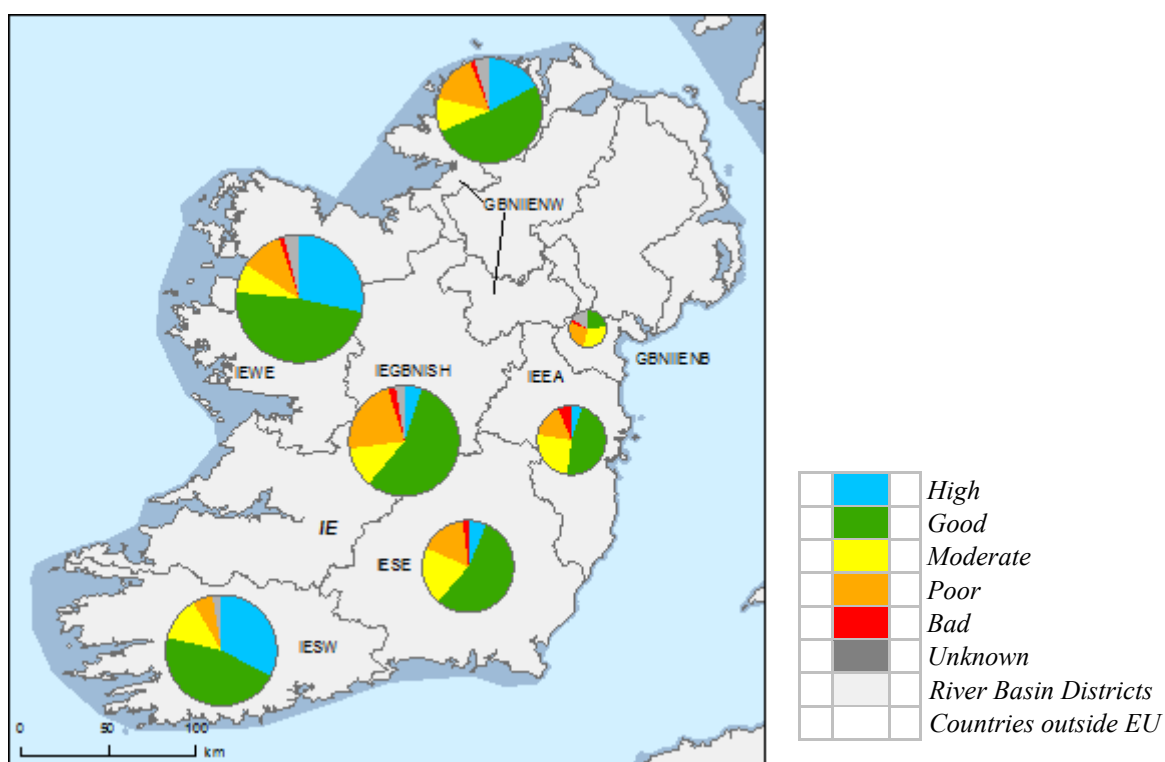 GBNIIENW
GBNIIENB
IEWE
IEGBNISH
IEEA
IE
IESE
IESW
0 50 100
km
High
Good
Moderate
Poor
Bad
Unknown
River Basin Districts
Countries outside EU